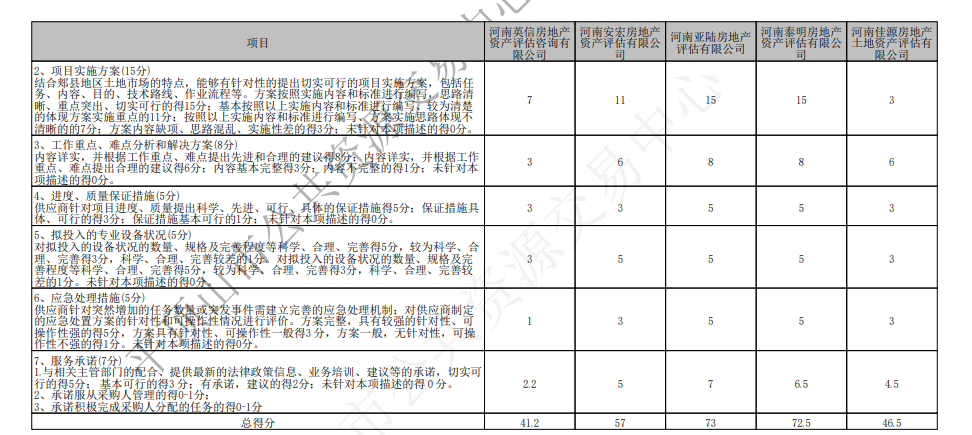 项目
河南英信房地产
资产评估咨询有
限公司
河南安宏房地产
资产评估有限公
司
河南亚陆房地产
评估有限公司
河南泰明房地产
资产评估有限公
司
河南佳源房地产
土地资产评估有
限公司
2、项目实施方案(15分)
结合郏县地区土地市场的特点，能够有针对性的提出切实可行的项目实施方案，包括任
务、内容、目的、技术路线、作业流程等。方案按照实施内容和标准进行编写，思路清
晰、重点突出、切实可行的得15分；基本按照以上实施内容和标准进行编写，较为清楚
的体现方案实施重点的11分；按照以上实施内容和标准进行编写、方案实施思路体现不
清晰的的7分；方案内容缺项、思路混乱、实施性差的得3分；未针对本项描述的得0分。
7
11
15
15
3
3、工作重点、难点分析和解决方案(8分)
内容详实，并根据工作重点、难点提出先进和合理的建议得8分；内容详实，并根据工作
重点、难点提出合理的建议得6分；内容基本完整得3分；内容不完整的得1分；未针对本
项描述的得0分。
3
6
8
8
6
4、进度、质量保证措施(5分)
供应商针对项目进度、质量提出科学、先进、可行、具体的保证措施得5分；保证措施具
体、可行的得3分；保证措施基本可行的1分；未针对本项描述的得0分。
3
3
5
5
3
5、拟投入的专业设备状况(5分)
对拟投入的设备状况的数量、规格及完善程度等科学、合理、完善得5分，较为科学、合
理、完善得3分，科学、合理、完善较差的1分。对拟投入的设备状况的数量、规格及完
善程度等科学、合理、完善得5分，较为科学、合理、完善得3分，科学、合理、完善较
差的1分。未针对本项描述的得0分。
3
5
5
5
3
6、应急处理措施(5分)
供应商针对突然增加的任务数量或突发事件需建立完善的应急处理机制；对供应商制定
的应急处置方案的针对性和可操作性情况进行评价。方案完整，具有较强的针对性、可
操作性强的得5分，方案具有针对性、可操作性一般得3分，方案一般，无针对性，可操
作性不强的得1分。未针对本项描述的得0分。
1
3
5
5
3
7、服务承诺(7分)
1.与相关主管部门的配合、提供最新的法律政策信息、业务培训、建议等的承诺，切实可
行的得5分；基本可行的得3分；有承诺，建议的得2分；未针对本项描述的得0分。
2、承诺服从采购人管理的得0-1分；
3、承诺积极完成采购人分配的任务的得0-1分
2.2
5
7
6.5
4.5
总得分
41.2
57
73
72.5
46.5
平顶山市公共资源交易中心
市公共资源交易中心